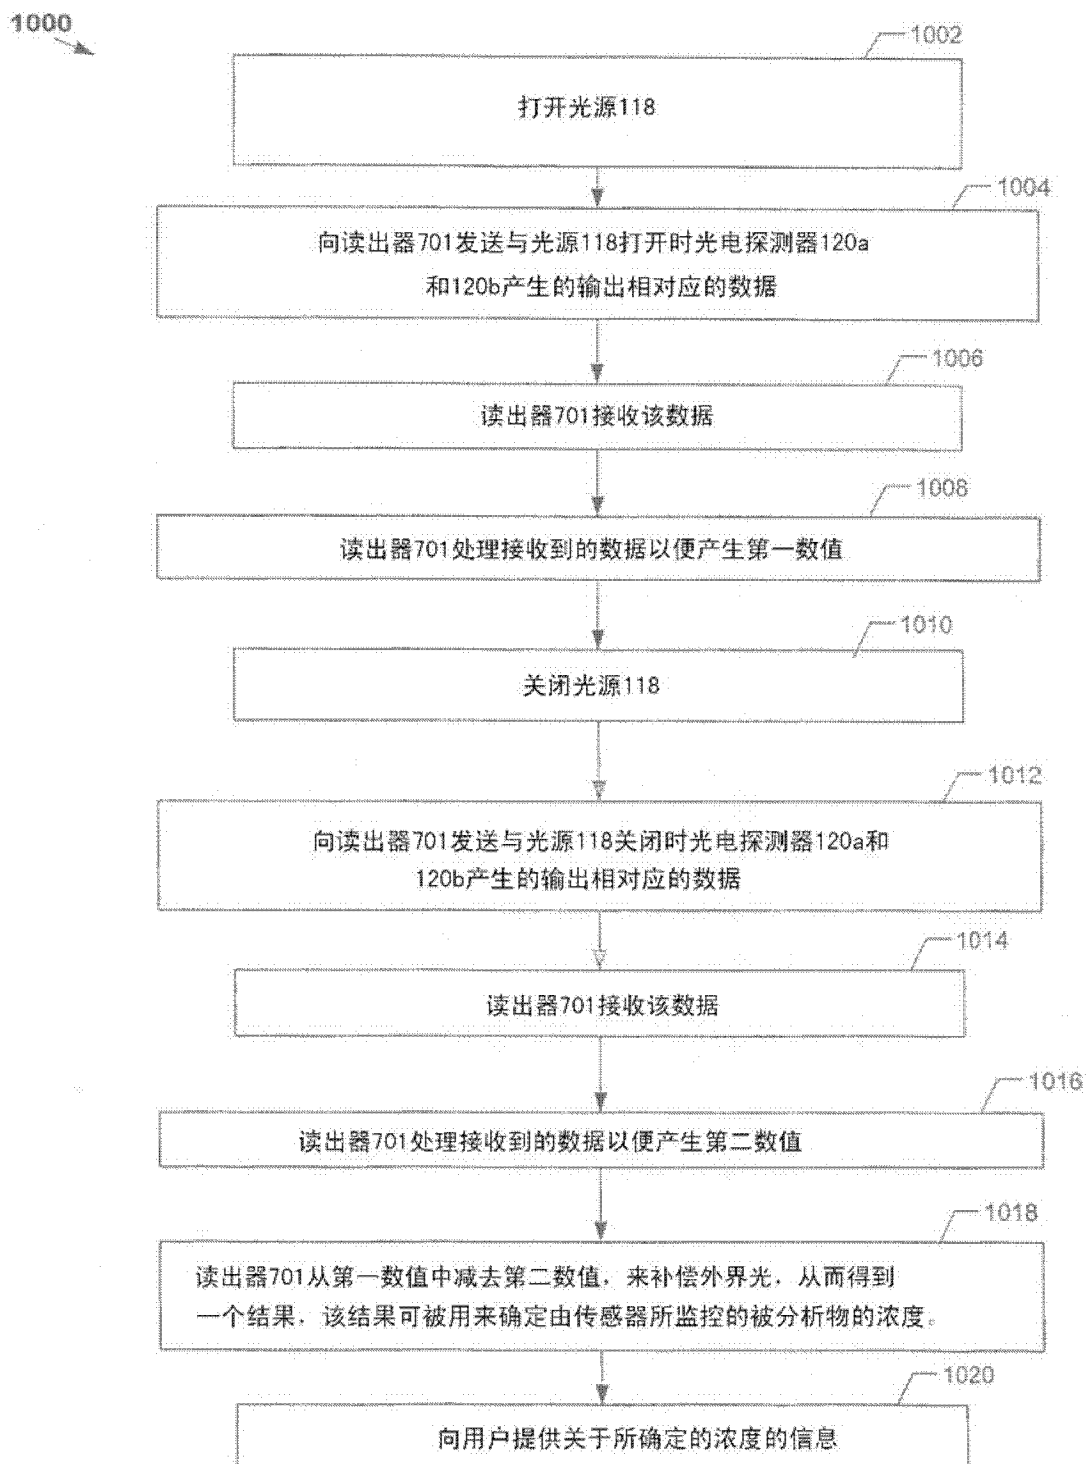 1000
1002
打开光源118
1004
向读出器701发送与光源118打开时光电探测器120a
和120b产生的输出相对应的数据
1006
读出器701接收该数据
1008
读出器701处理接收到的数据以便产生第一数值
1010
关闭光源118
1012
向读出器701发送与光源118关闭时光电探测器120a和
120b产生的输出相对应的数据
1014
读出器701接收该数据
1016
读出器701处理接收到的数据以便产生第二数值
1018
读出器701从第一数值中减去第二数值，来补偿外界光，从而得到
一个结果，该结果可被用来确定由传感器所监控的被分析物的浓度。
1020
向用户提供关于所确定的浓度的信息